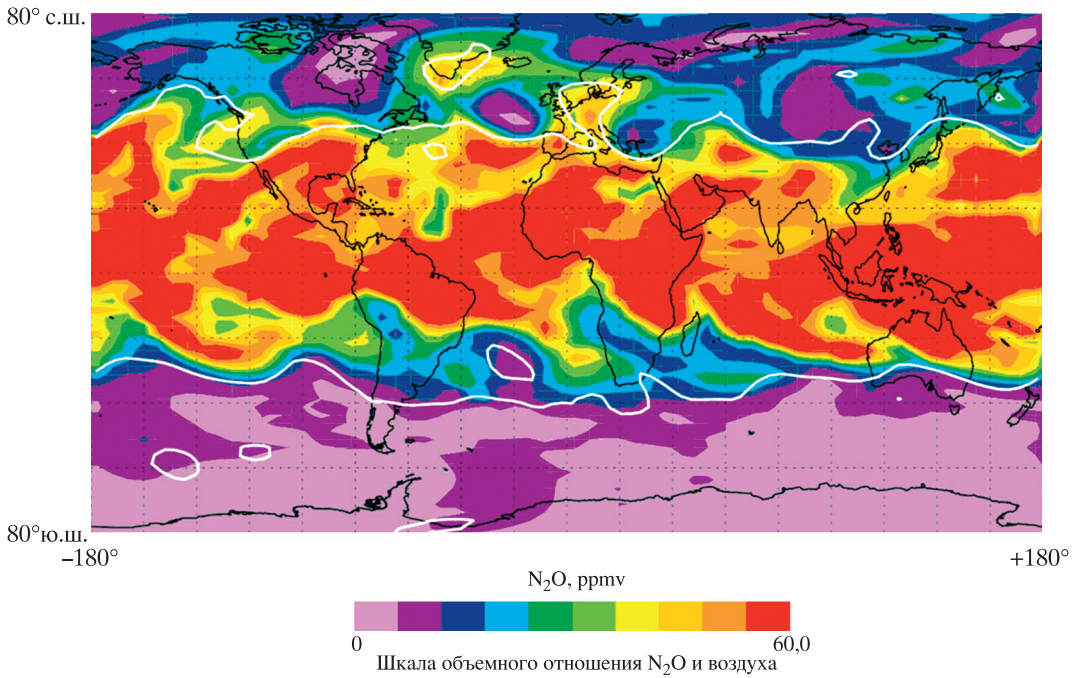 80° с.ш.
80°ю.ш.
–180°
+180°
N₂O, ppmv
0
60,0
Шкала объемного отношения N₂O и воздуха